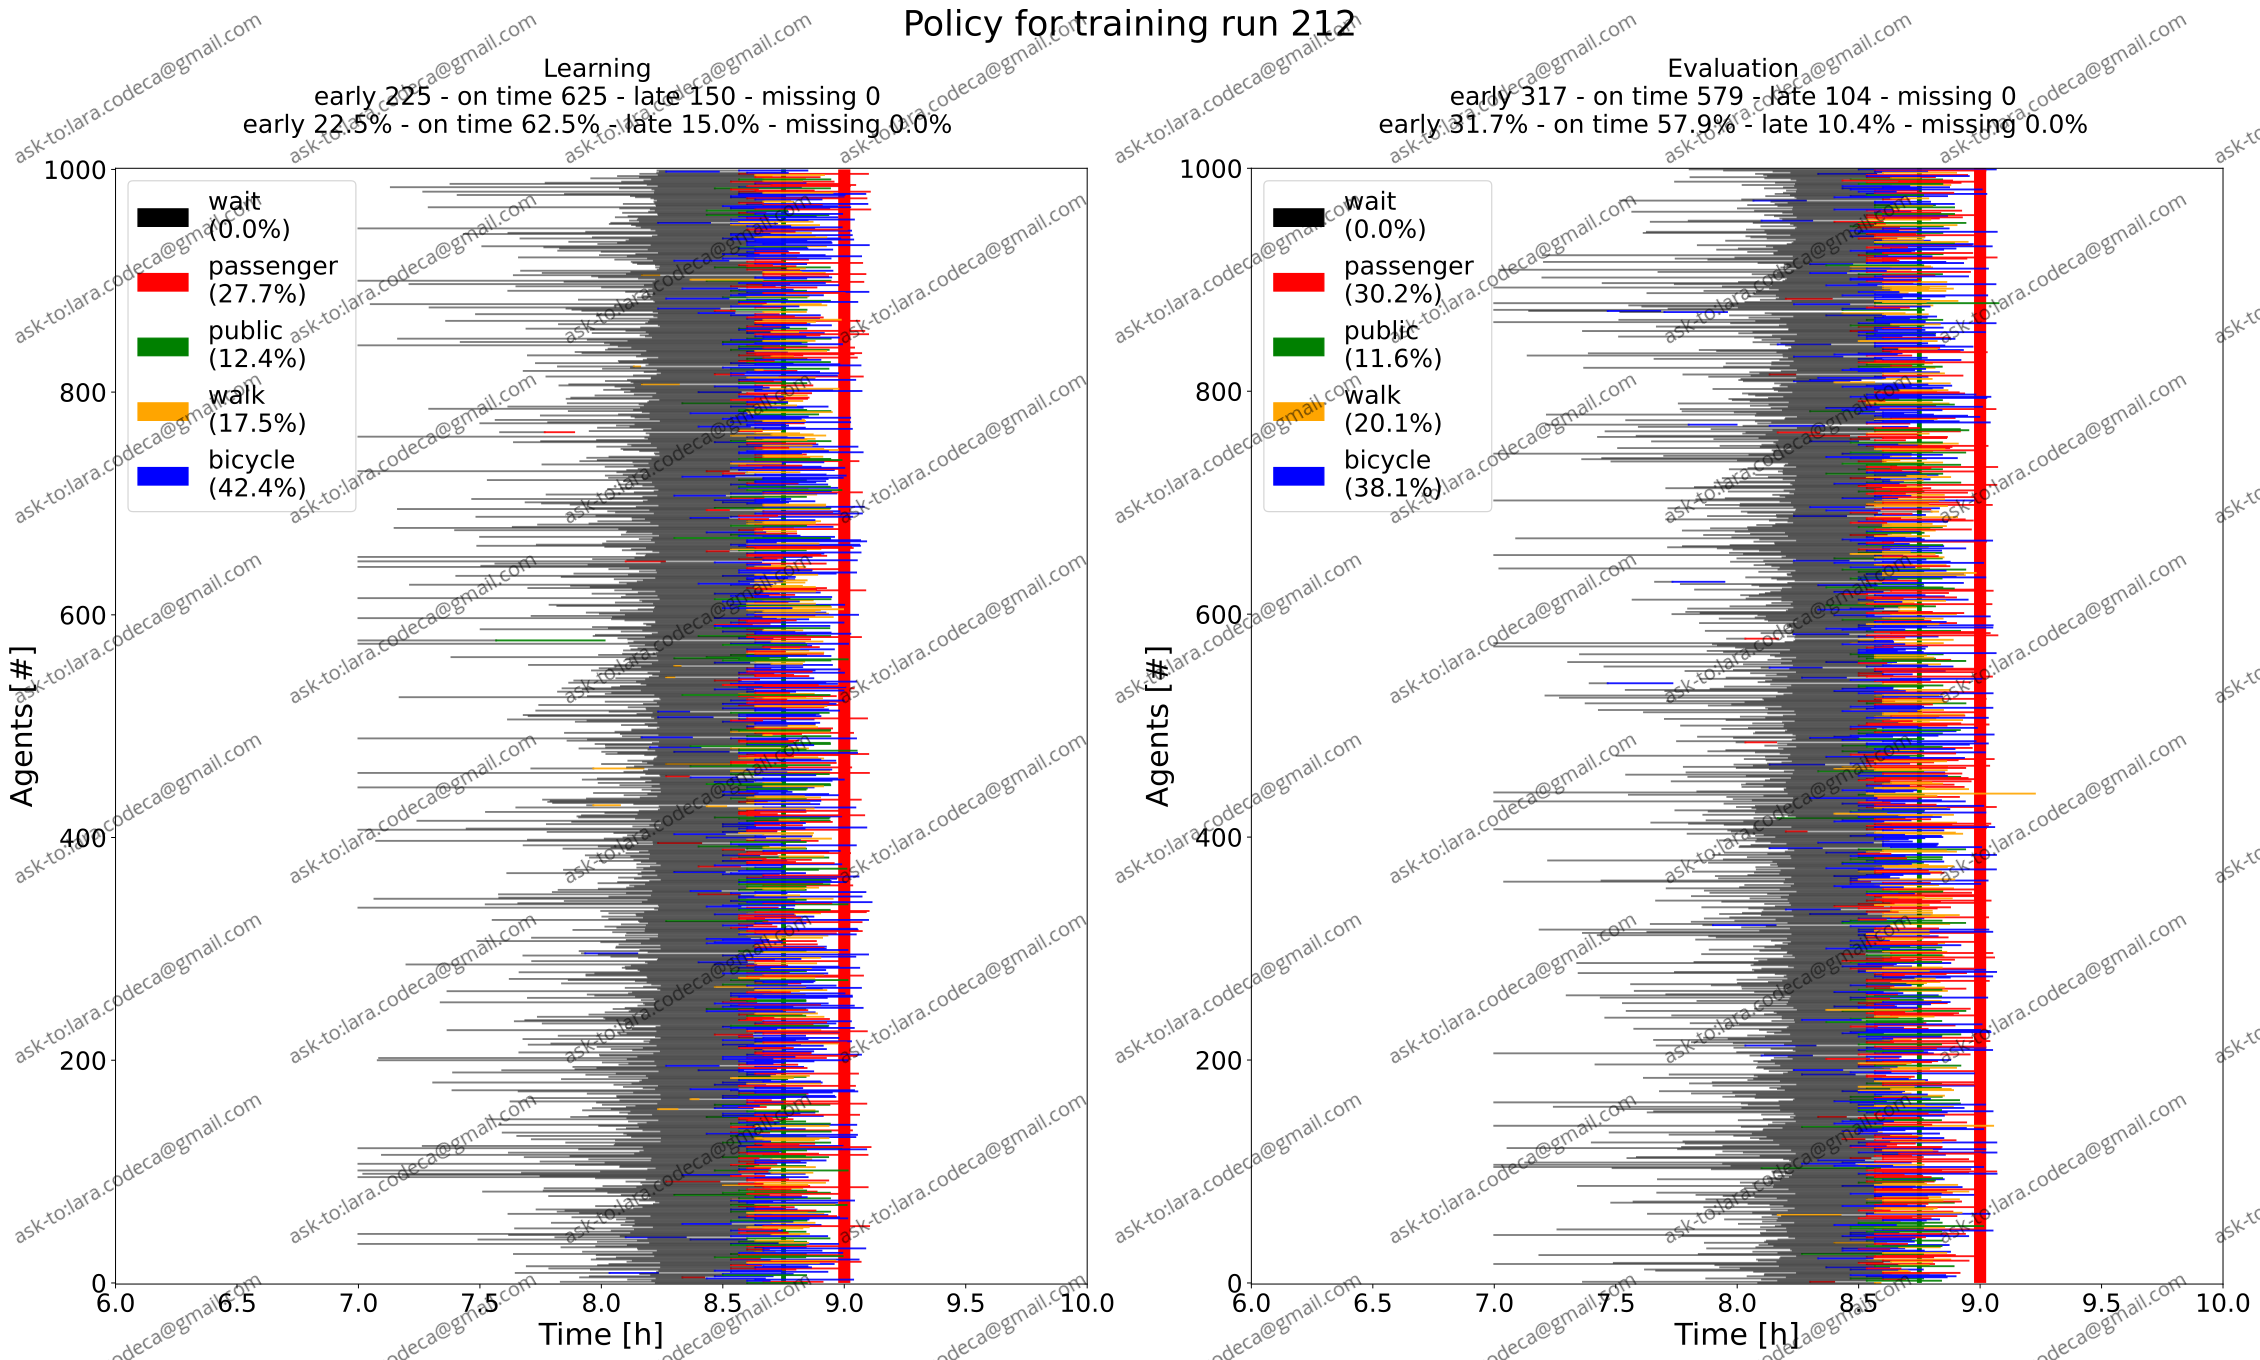 Policy for training run 212
Learning
early 225 - on time 625 - late 150 - missing 0
early 22.5% - on time 62.5% - late 15.0% - missing 0.0%
1000
800
600
400
200
0
Agents [#]
wait
(0.0%)
passenger
(27.7%)
public
(12.4%)
walk
(17.5%)
bicycle
(42.4%)
6.0 6.5 7.0 7.5 8.0 8.5 9.0 9.5 10.0
Time [h]
Evaluation
early 317 - on time 579 - late 104 - missing 0
early 31.7% - on time 57.9% - late 10.4% - missing 0.0%
1000
800
600
400
200
0
Agents [#]
wait
(0.0%)
passenger
(30.2%)
public
(11.6%)
walk
(20.1%)
bicycle
(38.1%)
6.0 6.5 7.0 7.5 8.0 8.5 9.0 9.5 10.0
Time [h]
ask-to:lara.codeca@gmail.com